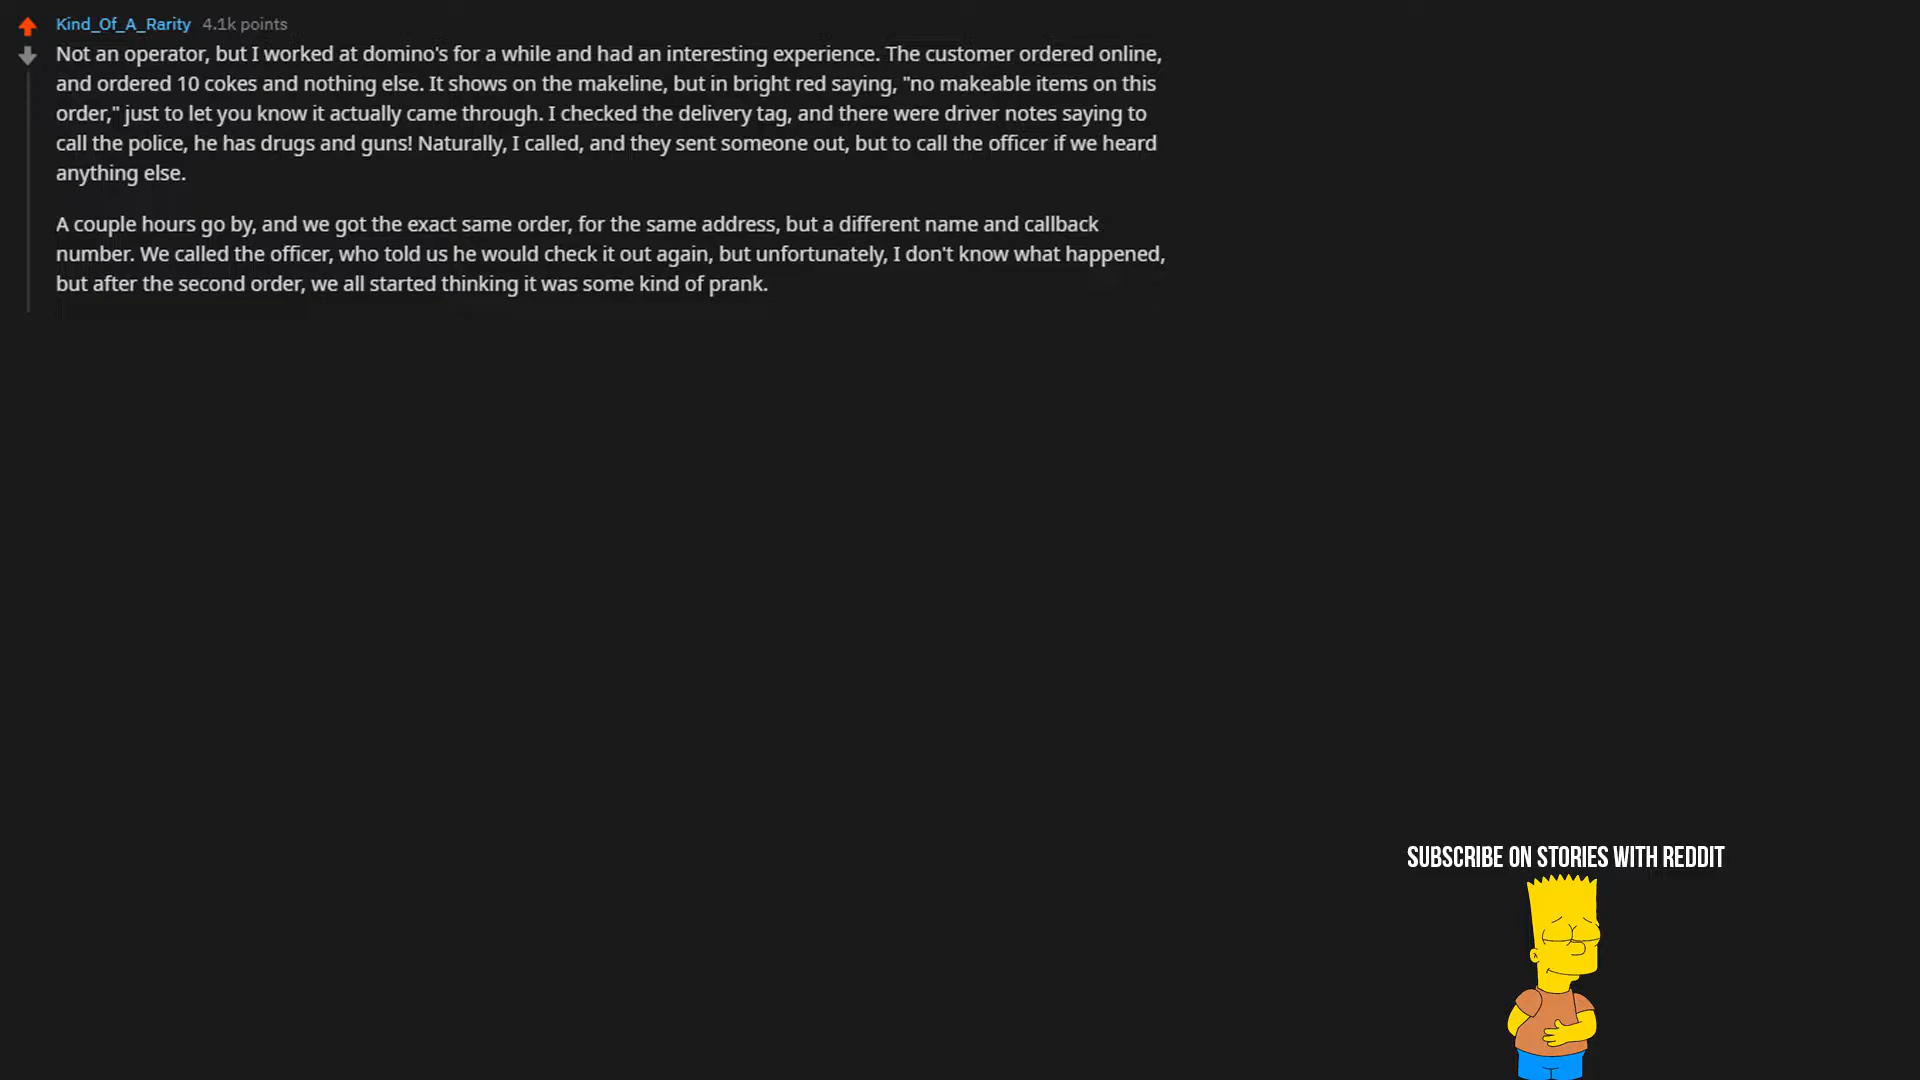 Kind_Of_A_Rarity 4.1k points
Not an operator, but I worked at domino's for a while and had an interesting experience. The customer ordered online,
and ordered 10 cokes and nothing else. It shows on the makeline, but in bright red saying, "no makeable items on this
order," just to let you know it actually came through. I checked the delivery tag, and there were driver notes saying to
call the police, he has drugs and guns! Naturally, I called, and they sent someone out, but to call the officer if we heard
anything else.
A couple hours go by, and we got the exact same order, for the same address, but a different name and callback
number. We called the officer, who told us he would check it out again, but unfortunately, I don't know what happened,
but after the second order, we all started thinking it was some kind of prank.
SUBSCRIBE ON STORIES WITH REDDIT